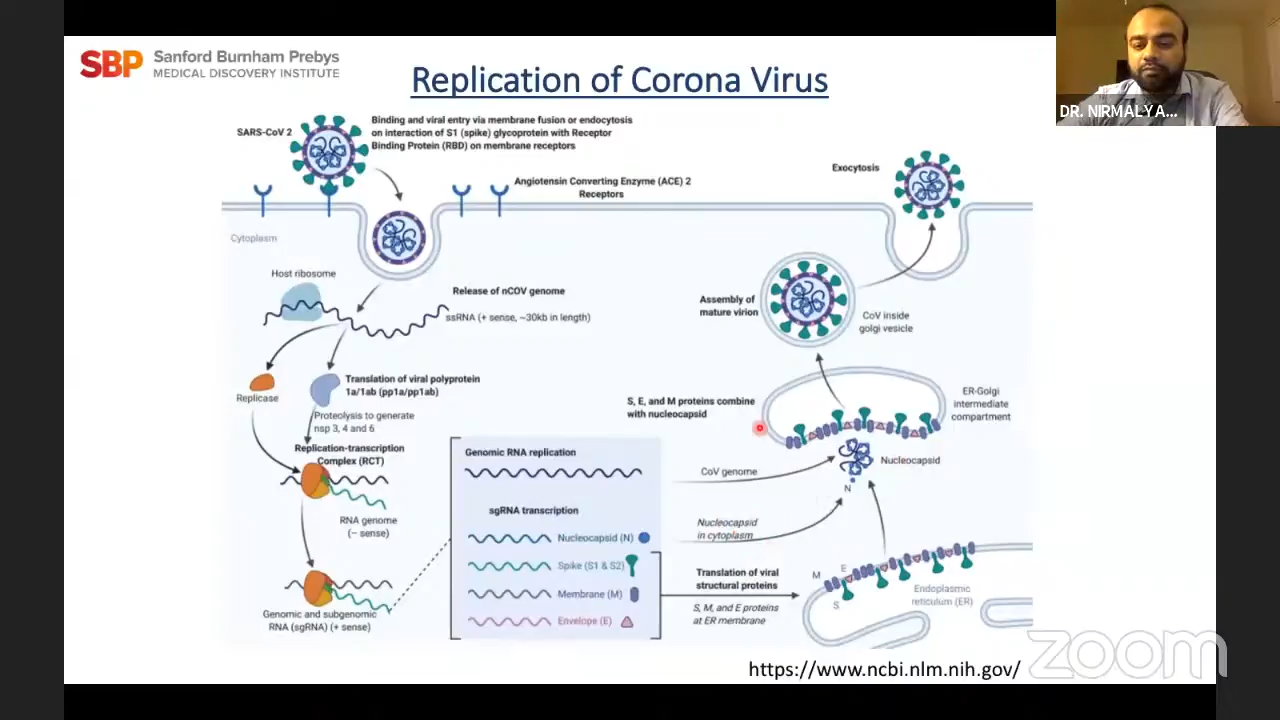 SBP
Sanford Burnham Prebys
MEDICAL DISCOVERY INSTITUTE
Replication of Corona Virus
DR. NIRMALYA...
SARS-CoV 2
Binding and viral entry via membrane fusion or endocytosis
on interaction of S1 (spike) glycoprotein with Receptor
Binding Protein (RBD) on membrane receptors
Angiotensin Converting Enzyme (ACE) 2
Receptors
Exocytosis
Cytoplasm
Host ribosome
Release of nCOV genome
ssRNA (+ sense, ~30kb in length)
Assembly of
mature virion
CoV inside
golgi vesicle
Replicase
Translation of viral polyprotein
1a/1ab (pp1a/pp1ab)
Proteolysis to generate
nsp 3, 4 and 6
Replication-transcription
Complex (RCT)
RNA genome
(− sense)
Genomic and subgenomic
RNA (sgRNA) (+ sense)
Genomic RNA replication
sgRNA transcription
Nucleocapsid (N)
Spike (S1 & S2)
Membrane (M)
Envelope (E)
S, E, and M proteins combine
with nucleocapsid
ER-Golgi
intermediate
compartment
CoV genome
Nucleocapsid
N
Nucleocapsid
in cytoplasm
Translation of viral
structural proteins
S, M, and E proteins
at ER membrane
M
E
S
Endoplasmic
reticulum (ER)
https://www.ncbi.nlm.nih.gov/
zoom